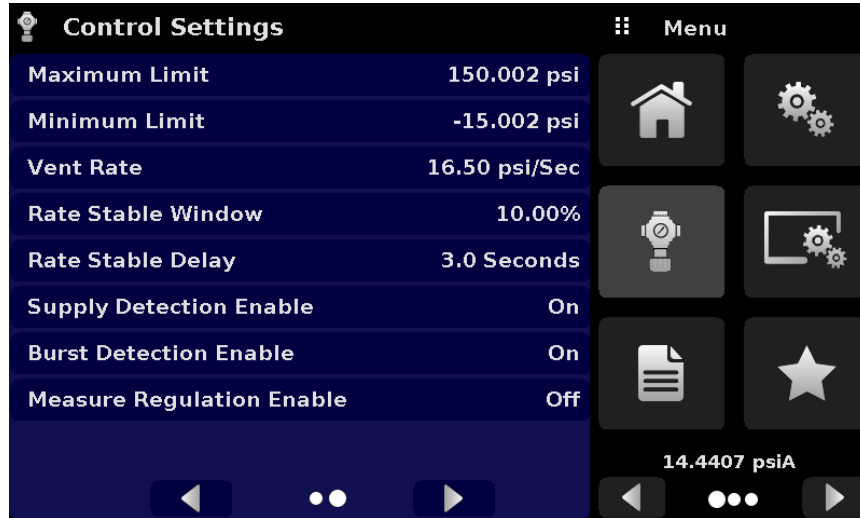 Control Settings
Menu
Maximum Limit 150.002 psi
Minimum Limit -15.002 psi
Vent Rate 16.50 psi/Sec
Rate Stable Window 10.00%
Rate Stable Delay 3.0 Seconds
Supply Detection Enable On
Burst Detection Enable On
Measure Regulation Enable Off
14.4407 psiA